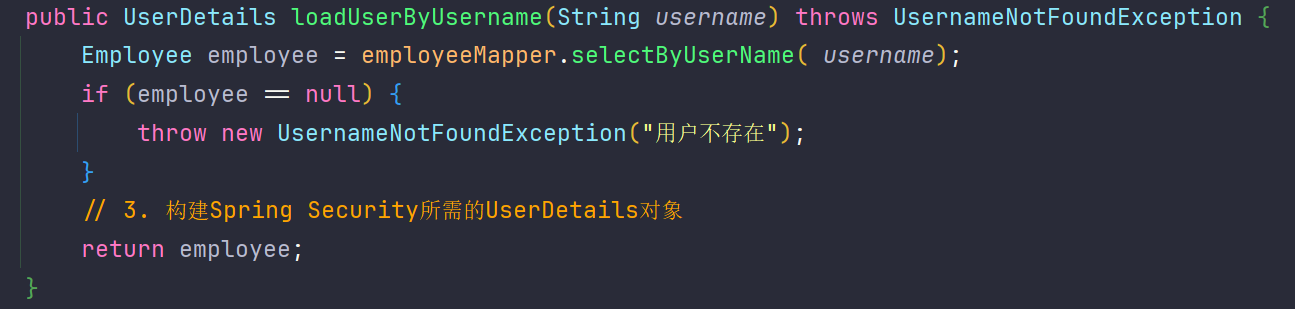 public UserDetails loadUserByUsername(String username) throws UsernameNotFoundException {
    Employee employee = employeeMapper.selectByUserName( username);
    if (employee == null) {
        throw new UsernameNotFoundException("用户不存在");
    }
    // 3. 构建Spring Security所需的UserDetails对象
    return employee;
}